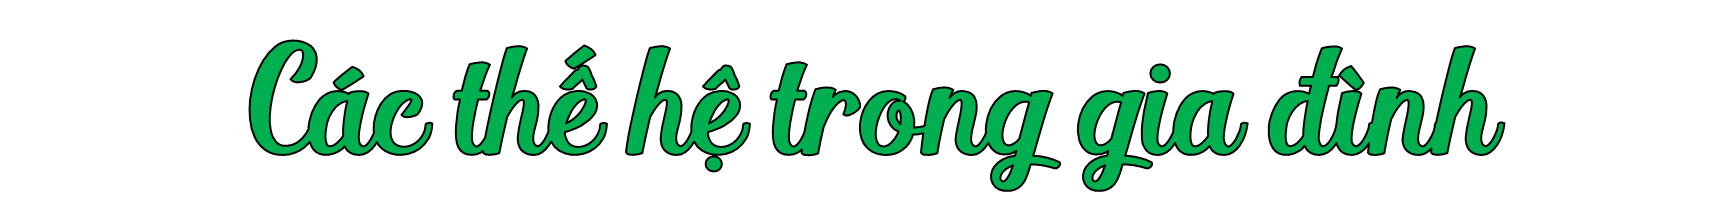 Các thế hệ trong gia đình